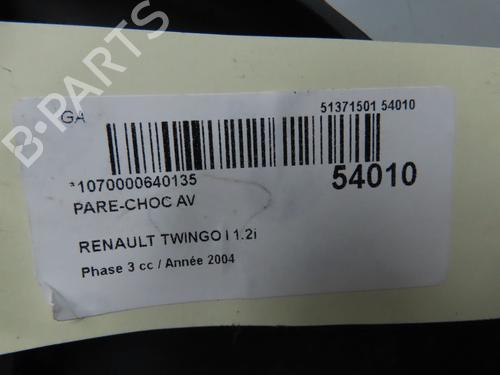 B-PARTS
GA
51371501 54010
*1070000640135
54010
PARE-CHOC AV
RENAULT TWINGO I 1.2i
Phase 3 cc / Année 2004